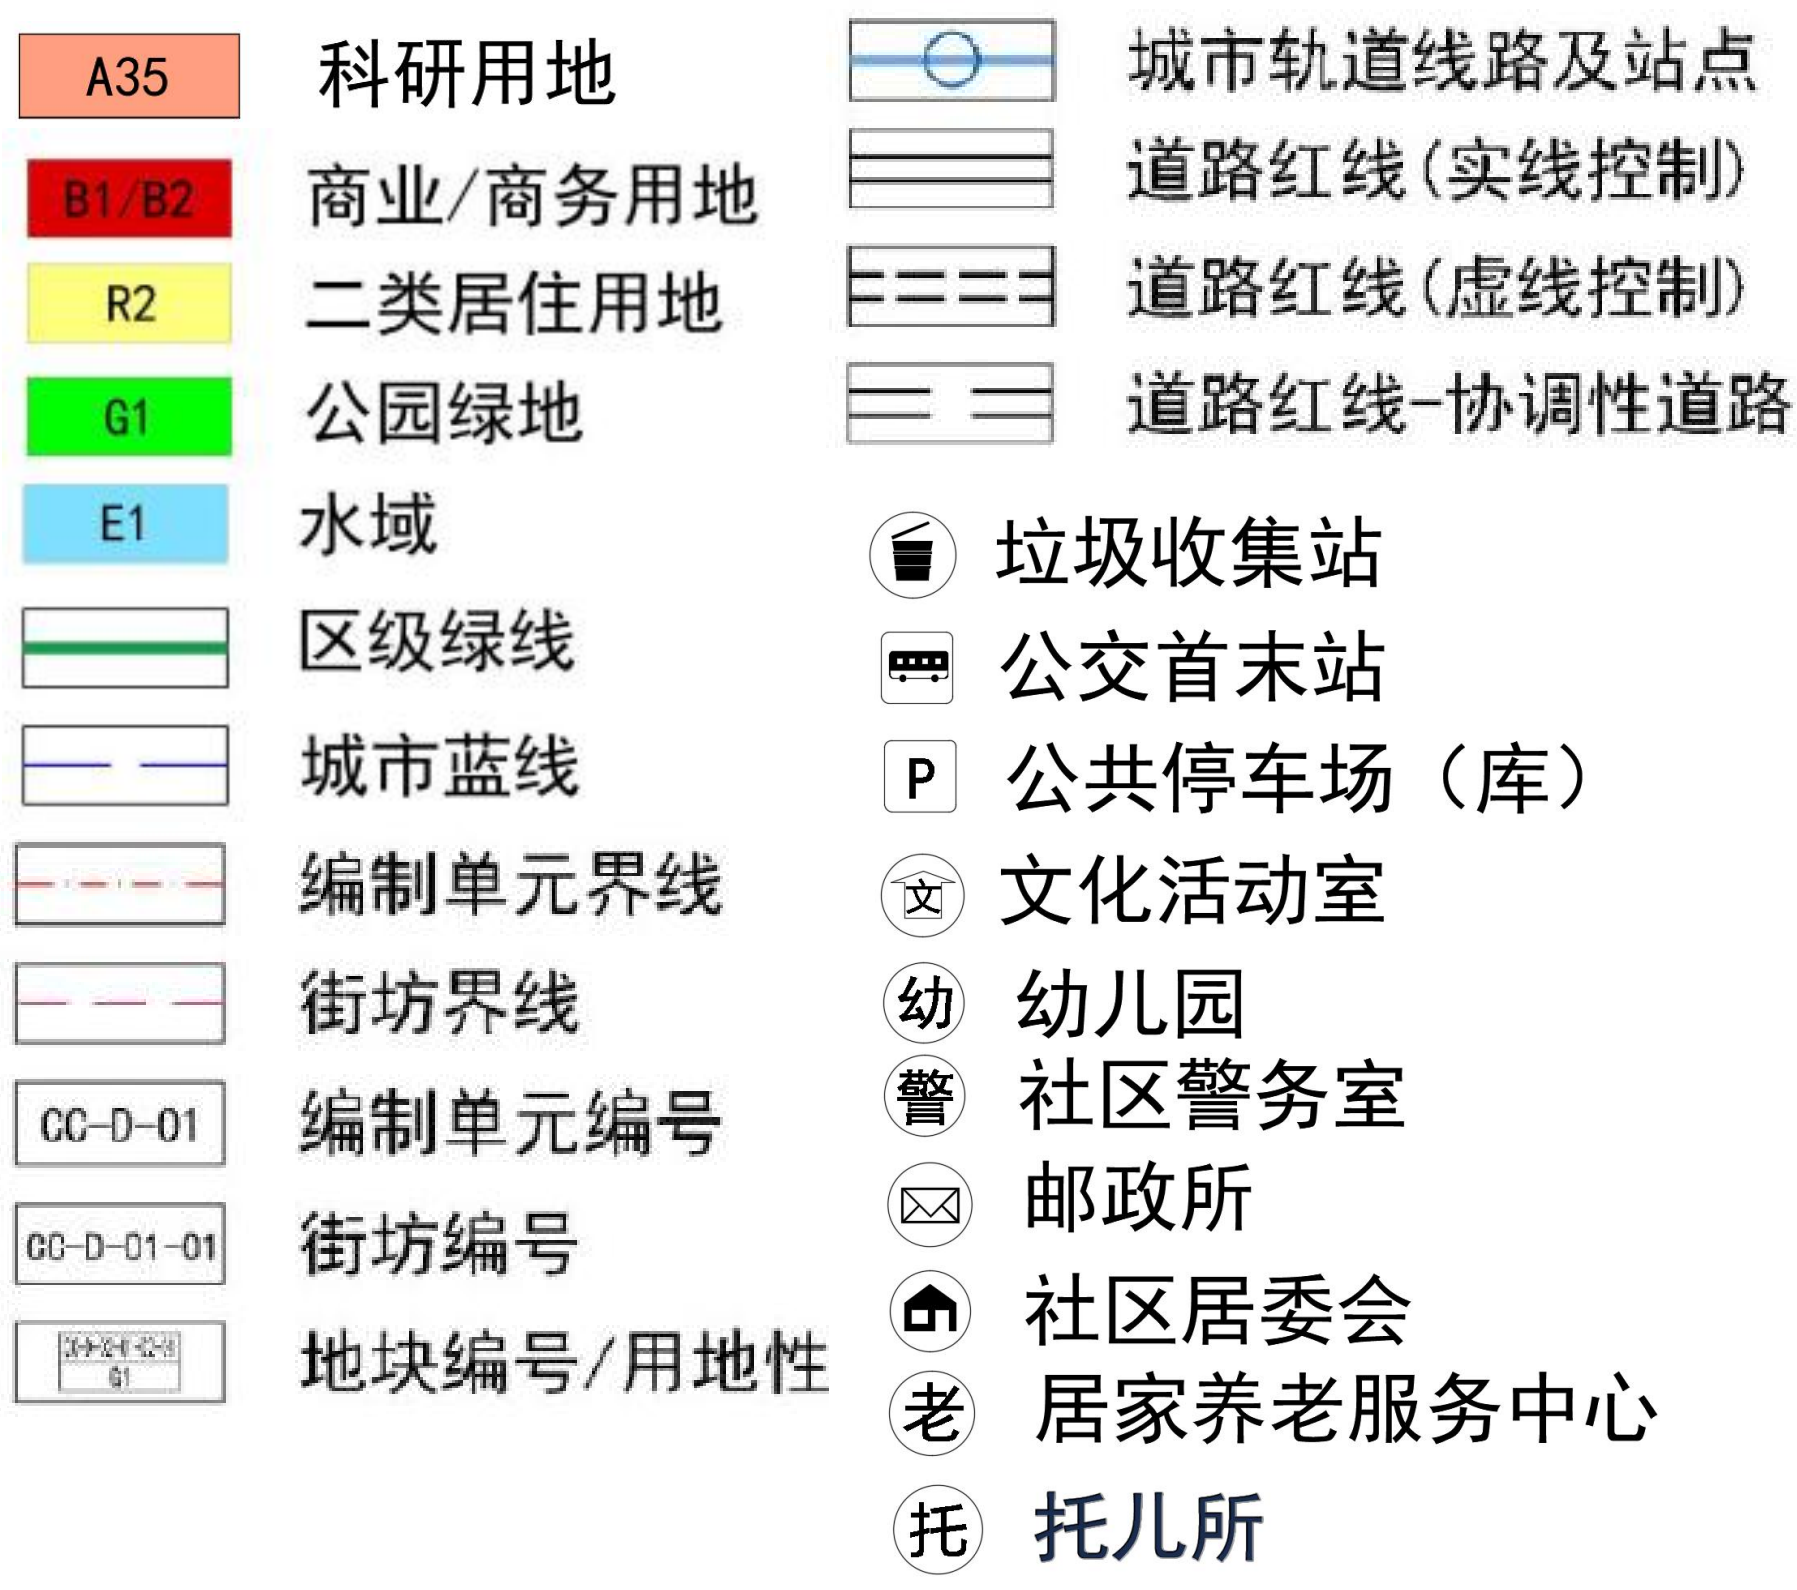 A35 科研用地
B1/B2 商业/商务用地
R2 二类居住用地
G1 公园绿地
E1 水域
区级绿线
城市蓝线
编制单元界线
街坊界线
CC-D-01 编制单元编号
CC-D-01-01 街坊编号
G1 地块编号/用地性
城市轨道线路及站点
道路红线(实线控制)
道路红线(虚线控制)
道路红线-协调性道路
垃圾收集站
公交首末站
P 公共停车场（库）
文 文化活动室
幼 幼儿园
警 社区警务室
邮政所
社区居委会
老 居家养老服务中心
托 托儿所